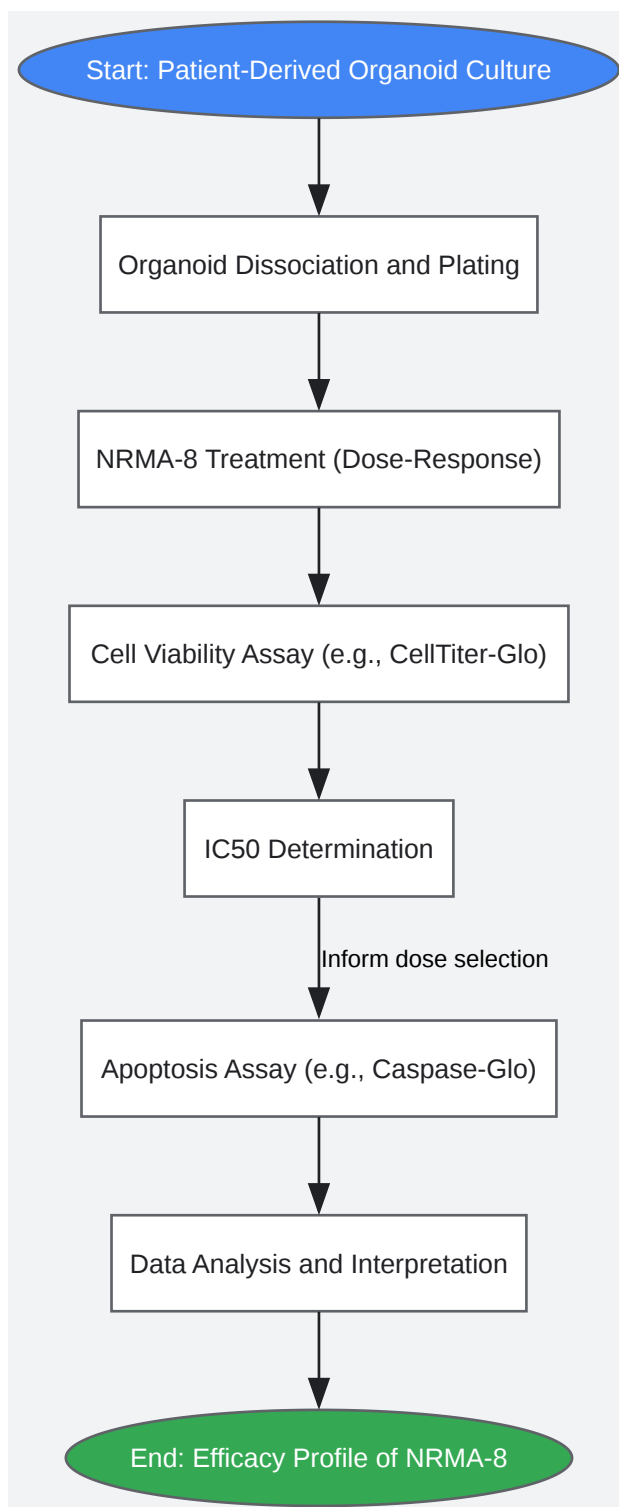 Start: Patient-Derived Organoid Culture
Organoid Dissociation and Plating
NRMA-8 Treatment (Dose-Response)
Cell Viability Assay (e.g., CellTiter-Glo)
IC50 Determination
Inform dose selection
Apoptosis Assay (e.g., Caspase-Glo)
Data Analysis and Interpretation
End: Efficacy Profile of NRMA-8